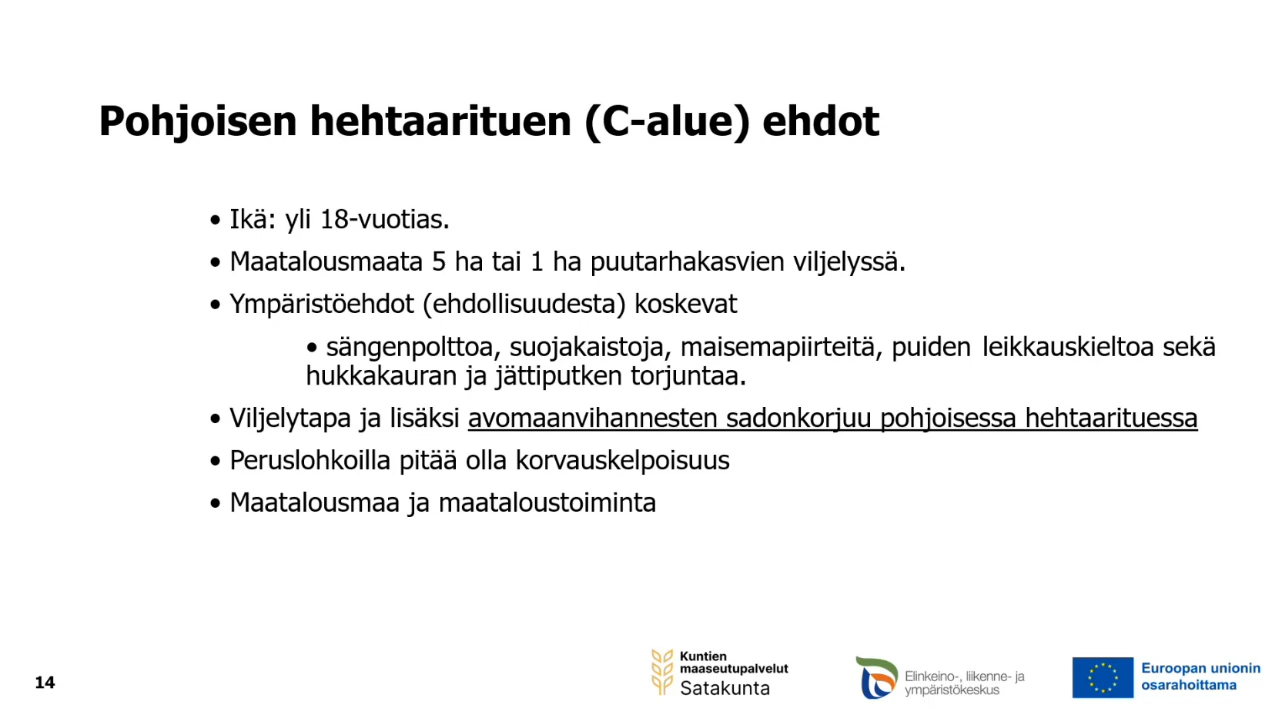 Pohjoisen hehtaarituen (C-alue) ehdot
• Ikä: yli 18-vuotias.
• Maatalousmaata 5 ha tai 1 ha puutarhakasvien viljelyssä.
• Ympäristöehdot (ehdollisuudesta) koskevat
• sängenpolttoa, suojakaistoja, maisemapiirteitä, puiden leikkauskieltoa sekä
hukkakauran ja jättiputken torjuntaa.
• Viljelytapa ja lisäksi avomaanvihannesten sadonkorjuu pohjoisessa hehtaarituessa
• Peruslohkoilla pitää olla korvauskelpoisuus
• Maatalousmaa ja maataloustoiminta
14
Kuntien
maaseutupalvelut
Satakunta
Elinkeino-, liikenne- ja
ympäristökeskus
Euroopan unionin
osarahoittama